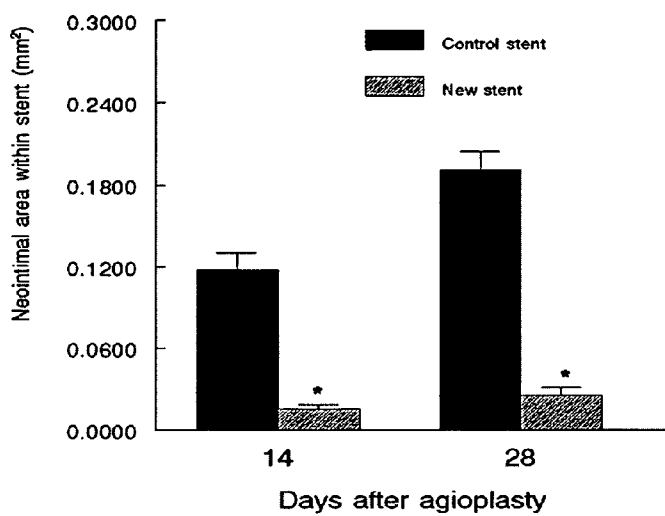 Neointimal area within stent (mm²)
0.3000
0.2400
0.1800
0.1200
0.0600
0.0000
Control stent
New stent
*
*
14
28
Days after agioplasty